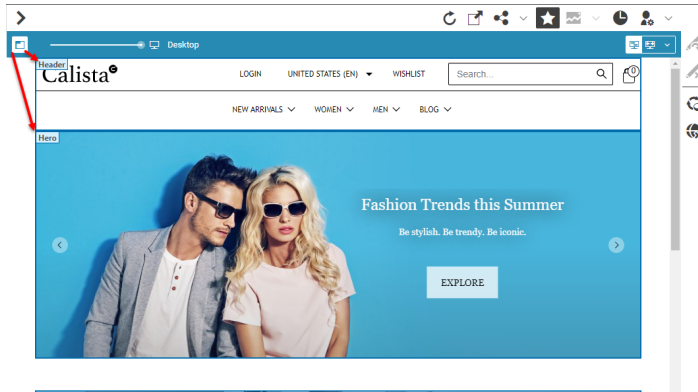 Desktop
Header
Calista
LOGIN UNITED STATES (EN) WISHLIST Search... 0
NEW ARRIVALS WOMEN MEN BLOG
Hero
Fashion Trends this Summer
Be stylish. Be trendy. Be iconic.
EXPLORE